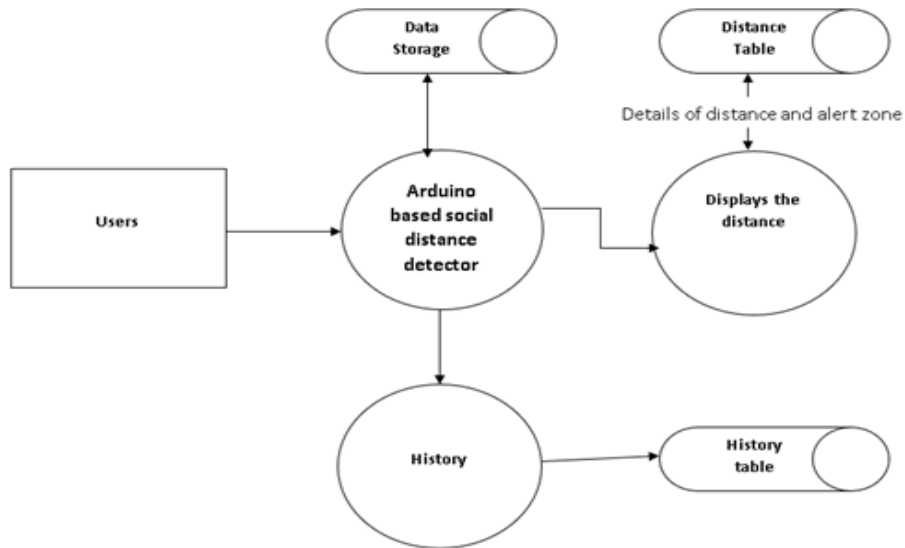 Data
Storage
Distance
Table
Details of distance and alert zone
Users
Arduino
based social
distance
detector
Displays the
distance
History
History
table